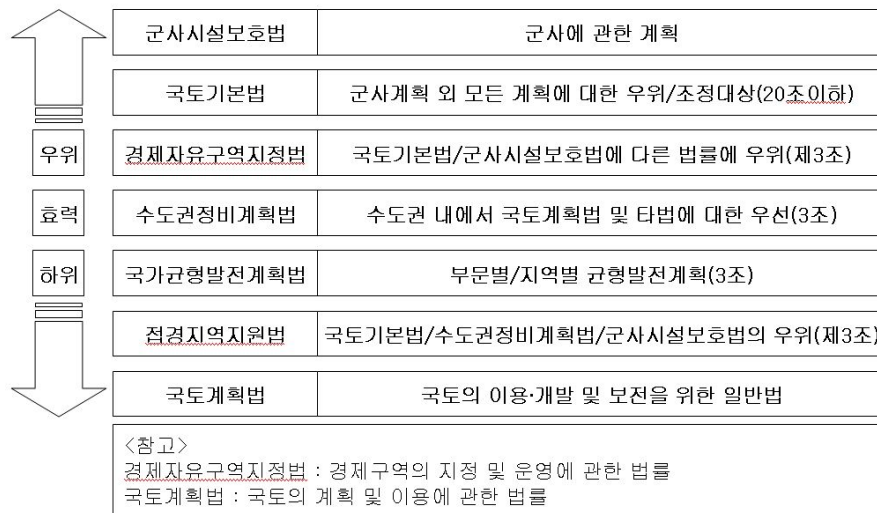 군사시설보호법 군사에 관한 계획
국토기본법 군사계획 외 모든 계획에 대한 우위/조정대상(20조이하)
우위 경제자유구역지정법 국토기본법/군사시설보호법에 다른 법률에 우위(제3조)
효력 수도권정비계획법 수도권 내에서 국토계획법 및 타법에 대한 우선(3조)
하위 국가균형발전계획법 부문별/지역별 균형발전계획(3조)
접경지역지원법 국토기본법/수도권정비계획법/군사시설보호법의 우위(제3조)
국토계획법 국토의 이용·개발 및 보전을 위한 일반법
<참고>
경제자유구역지정법 : 경제구역의 지정 및 운영에 관한 법률
국토계획법 : 국토의 계획 및 이용에 관한 법률